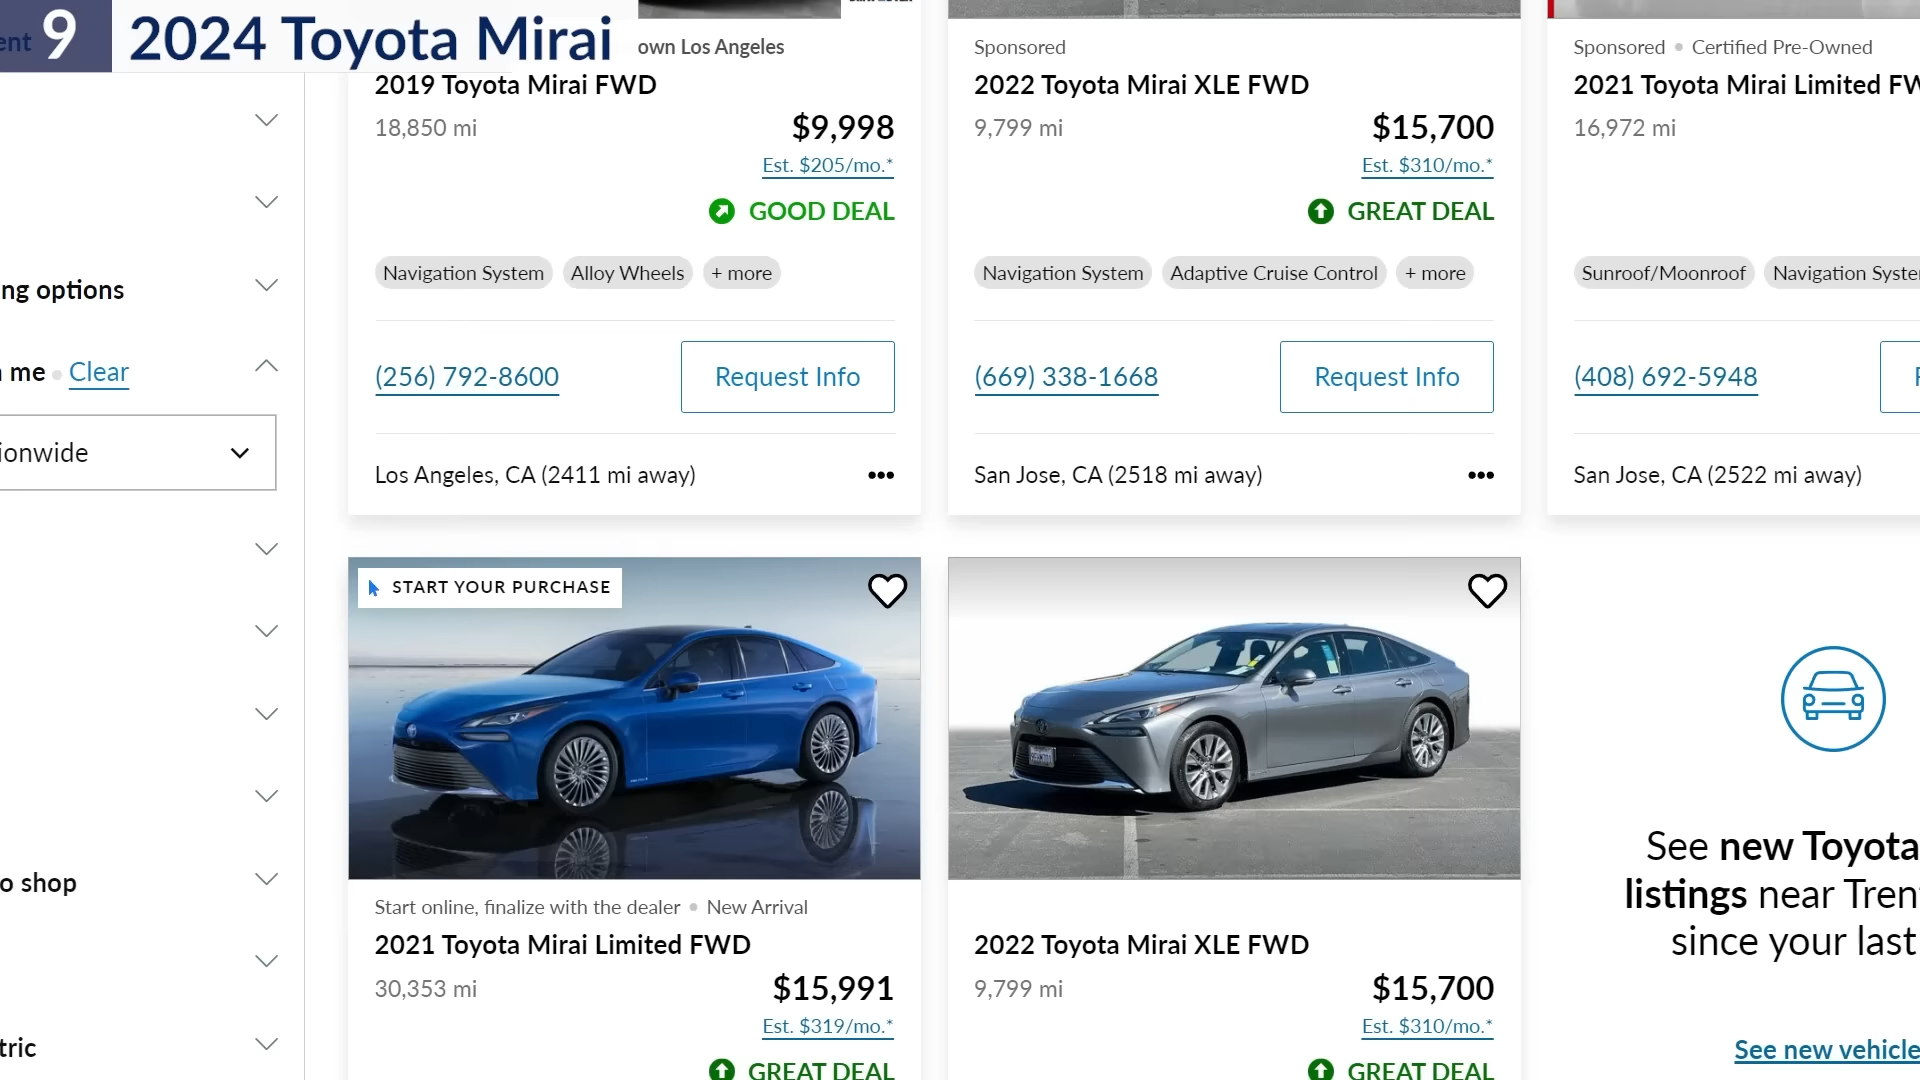 ent 9 2024 Toyota Mirai
own Los Angeles
2019 Toyota Mirai FWD
18,850 mi
$9,998
Est. $205/mo.*
GOOD DEAL
Navigation System Alloy Wheels + more
(256) 792-8600 Request Info
Los Angeles, CA (2411 mi away)
Sponsored
2022 Toyota Mirai XLE FWD
9,799 mi
$15,700
Est. $310/mo.*
GREAT DEAL
Navigation System Adaptive Cruise Control + more
(669) 338-1668 Request Info
San Jose, CA (2518 mi away)
Sponsored • Certified Pre-Owned
2021 Toyota Mirai Limited FW
16,972 mi
Sunroof/Moonroof Navigation Syste
(408) 692-5948
San Jose, CA (2522 mi away)
ng options
me • Clear
ionwide
o shop
tric
START YOUR PURCHASE
Start online, finalize with the dealer • New Arrival
2021 Toyota Mirai Limited FWD
30,353 mi
$15,991
Est. $319/mo.*
GREAT DEAL
2022 Toyota Mirai XLE FWD
9,799 mi
$15,700
Est. $310/mo.*
GREAT DEAL
See new Toyota
listings near Tren
since your last
See new vehicle